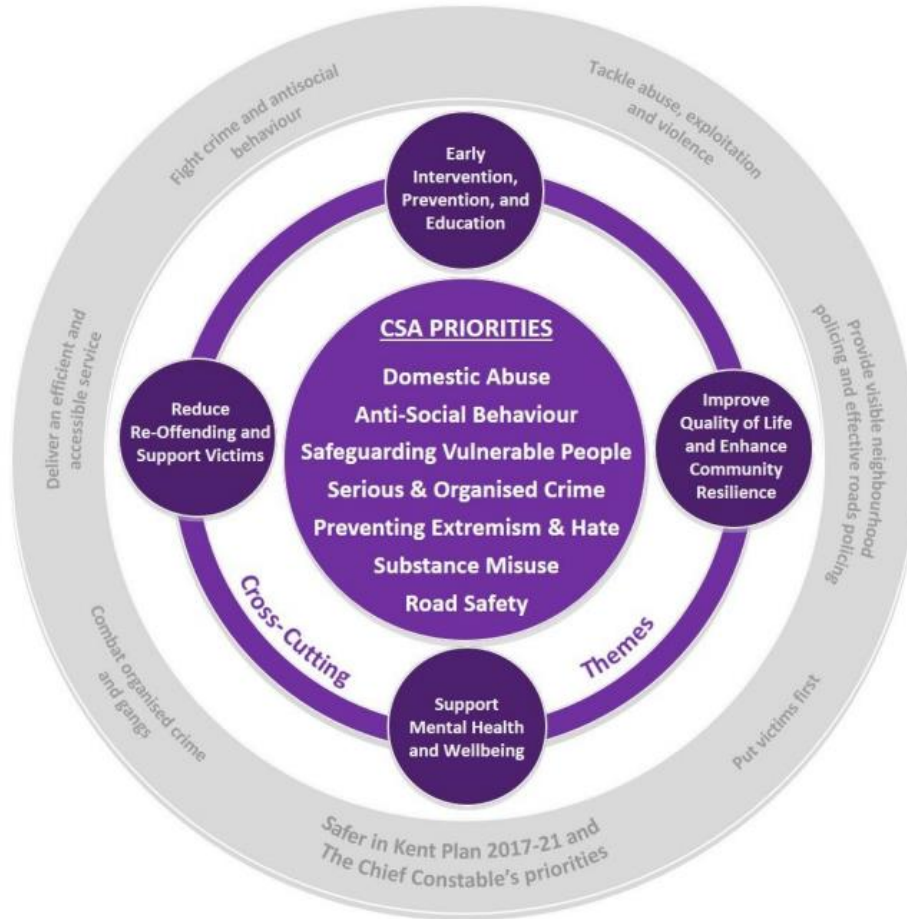 Fight crime and antisocial
behaviour
Tackle abuse, exploitation
and violence
Early
Intervention,
Prevention, and
Education
Deliver an efficient and
accessible service
Reduce
Re-Offending and
Support Victims
CSA PRIORITIES
Domestic Abuse
Anti-Social Behaviour
Safeguarding Vulnerable People
Serious & Organised Crime
Preventing Extremism & Hate
Substance Misuse
Road Safety
Improve
Quality of Life
and Enhance
Community
Resilience
Provide visible neighbourhood
policing and effective roads policing
Cross- Cutting
Themes
Combat organised crime
and gangs
Support
Mental Health
and Wellbeing
Put victims first
Safer in Kent Plan 2017-21 and
The Chief Constable's priorities